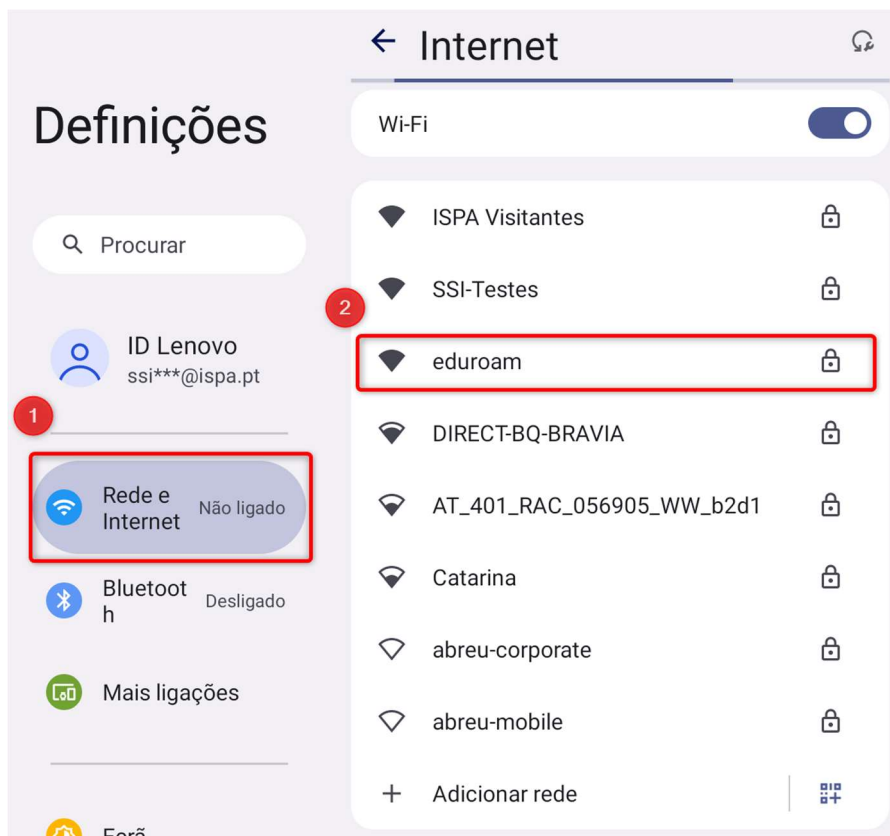 Definições
Procurar
ID Lenovo
ssi***@ispa.pt
1
Rede e
Internet
Não ligado
Bluetoot
h
Desligado
Mais ligações
Internet
Wi-Fi
ISPA Visitantes
SSI-Testes
2
eduroam
DIRECT-BQ-BRAVIA
AT_401_RAC_056905_WW_b2d1
Catarina
abreu-corporate
abreu-mobile
Adicionar rede